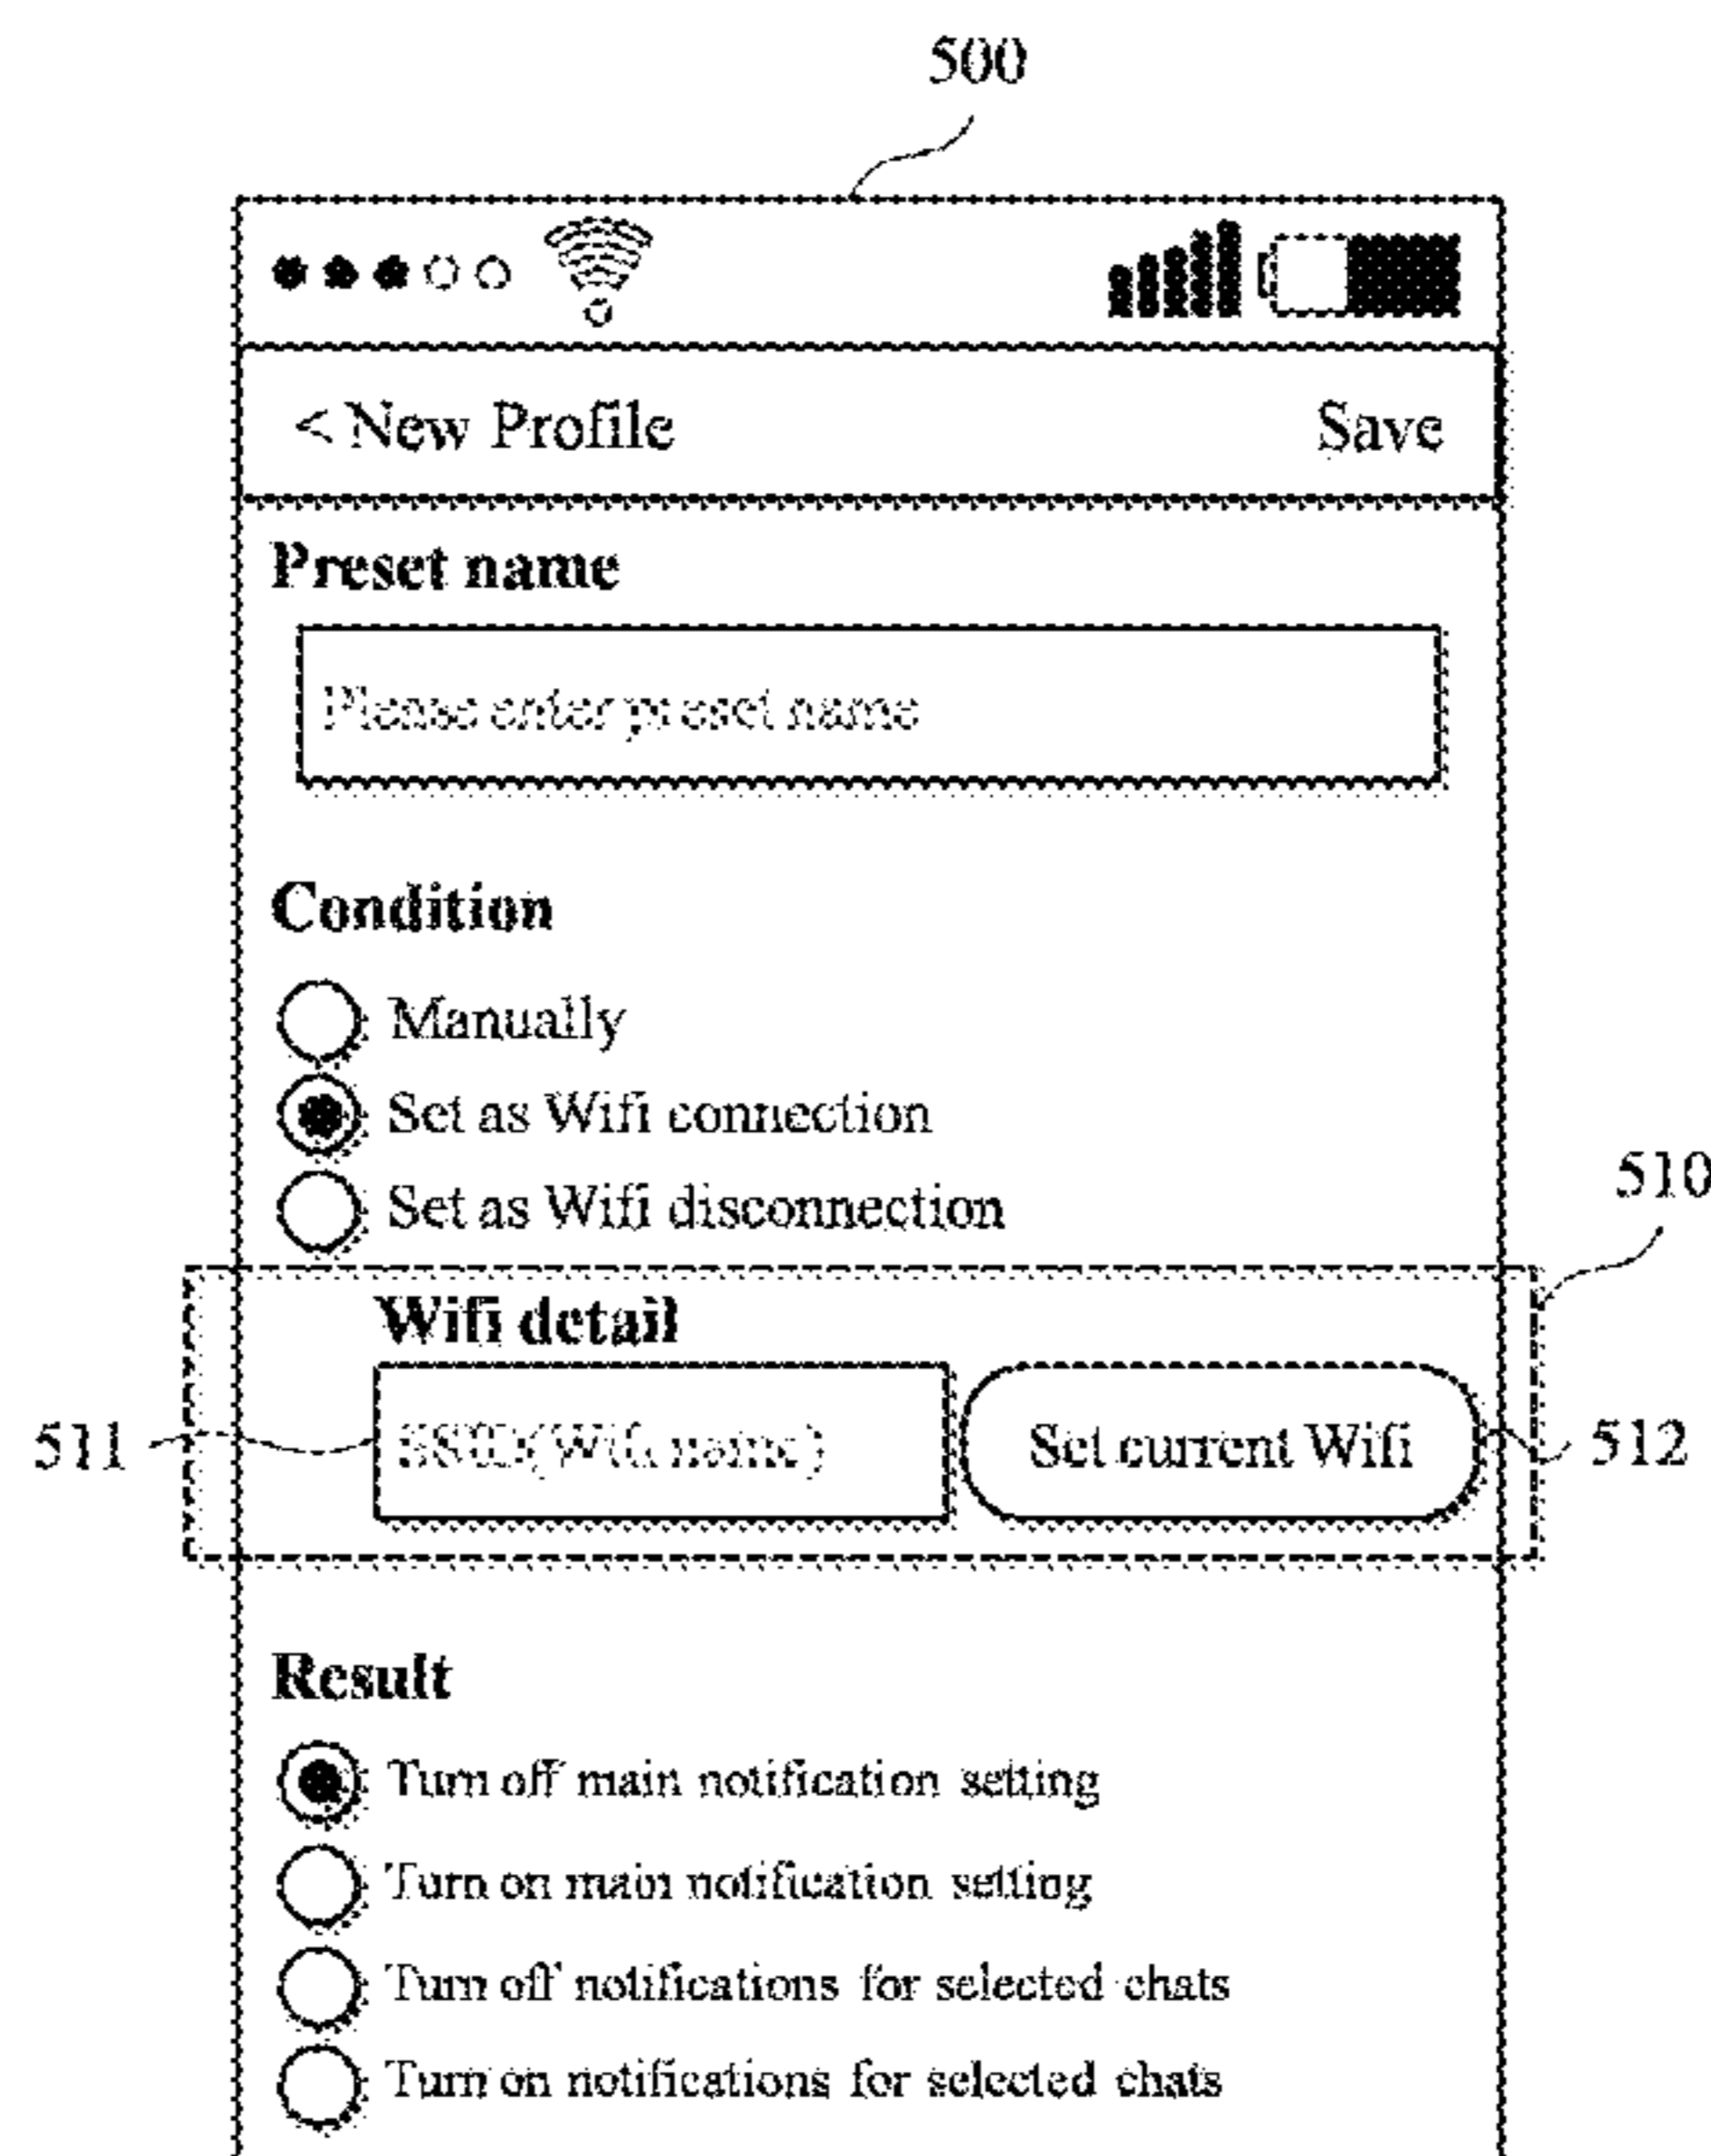 500
< New Profile Save
Preset name
Please enter preset name
Condition
Manually
Set as Wifi connection
Set as Wifi disconnection
510
Wifi detail
511 SSID(Wifi name) Set current Wifi 512
Result
Turn off main notification setting
Turn on main notification setting
Turn off notifications for selected chats
Turn on notifications for selected chats